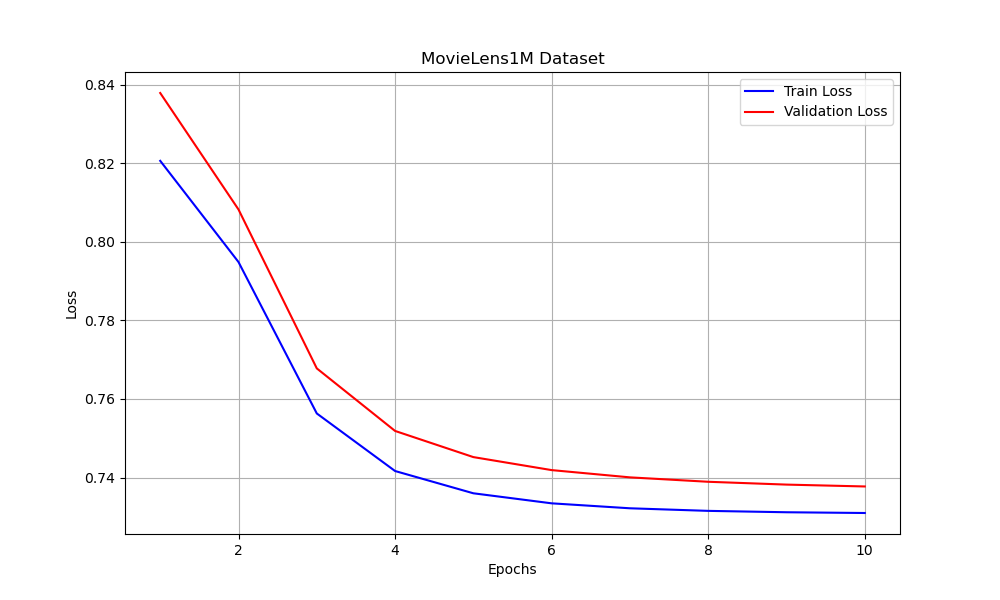 MovieLens1M Dataset
Train Loss
Validation Loss
0.84
0.82
0.80
0.78
0.76
0.74
Loss
2
4
6
8
10
Epochs